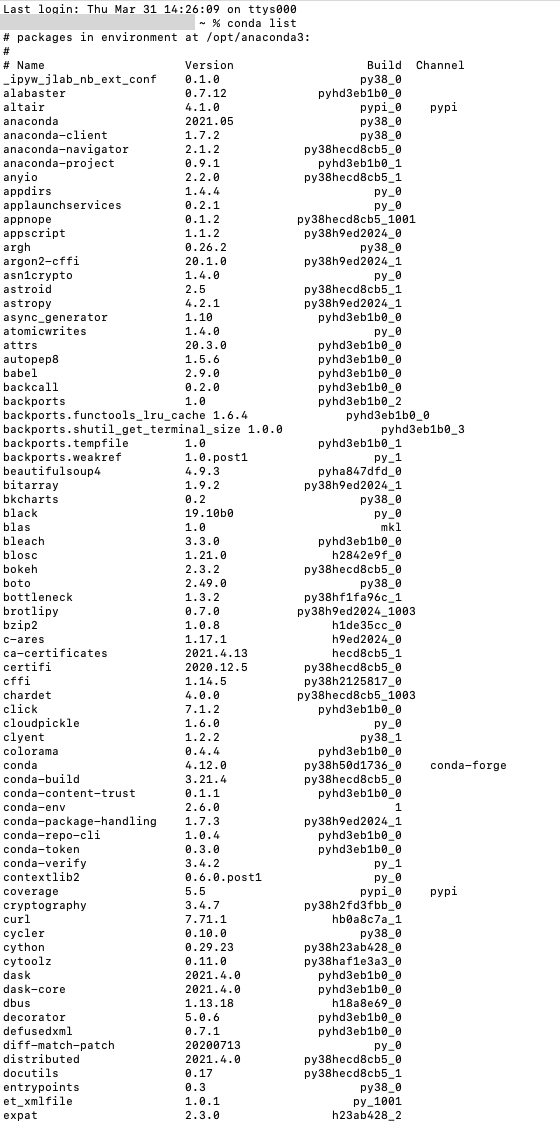 Last login: Thu Mar 31 14:26:09 on ttys000
~ % conda list
# packages in environment at /opt/anaconda3:
#
# Name Version Build Channel
_ipyw_jlab_nb_ext_conf 0.1.0 py38_0
alabaster 0.7.12 pyhd3eb1b0_0
altair 4.1.0 pypi_0 pypi
anaconda 2021.05 py38_0
anaconda-client 1.7.2 py38_0
anaconda-navigator 2.1.2 py38hecd8cb5_0
anaconda-project 0.9.1 pyhd3eb1b0_1
anyio 2.2.0 py38hecd8cb5_1
appdirs 1.4.4 py_0
applaunchservices 0.2.1 py_0
appnope 0.1.2 py38hecd8cb5_1001
appscript 1.1.2 py38h9ed2024_0
argh 0.26.2 py38_0
argon2-cffi 20.1.0 py38h9ed2024_1
asn1crypto 1.4.0 py_0
astroid 2.5 py38hecd8cb5_1
astropy 4.2.1 py38h9ed2024_1
async_generator 1.10 pyhd3eb1b0_0
atomicwrites 1.4.0 py_0
attrs 20.3.0 pyhd3eb1b0_0
autopep8 1.5.6 pyhd3eb1b0_0
babel 2.9.0 pyhd3eb1b0_0
backcall 0.2.0 pyhd3eb1b0_0
backports 1.0 pyhd3eb1b0_2
backports.functools_lru_cache 1.6.4 pyhd3eb1b0_0
backports.shutil_get_terminal_size 1.0.0 pyhd3eb1b0_3
backports.tempfile 1.0 pyhd3eb1b0_1
backports.weakref 1.0.post1 py_1
beautifulsoup4 4.9.3 pyha847dfd_0
bitarray 1.9.2 py38h9ed2024_1
bkcharts 0.2 py38_0
black 19.10b0 py_0
blas 1.0 mkl
bleach 3.3.0 pyhd3eb1b0_0
blosc 1.21.0 h2842e9f_0
bokeh 2.3.2 py38hecd8cb5_0
boto 2.49.0 py38_0
bottleneck 1.3.2 py38hf1fa96c_1
brotlipy 0.7.0 py38h9ed2024_1003
bzip2 1.0.8 h1de35cc_0
c-ares 1.17.1 h9ed2024_0
ca-certificates 2021.4.13 hecd8cb5_1
certifi 2020.12.5 py38hecd8cb5_0
cffi 1.14.5 py38h2125817_0
chardet 4.0.0 py38hecd8cb5_1003
click 7.1.2 pyhd3eb1b0_0
cloudpickle 1.6.0 py_0
clyent 1.2.2 py38_1
colorama 0.4.4 pyhd3eb1b0_0
conda 4.12.0 py38h50d1736_0 conda-forge
conda-build 3.21.4 py38hecd8cb5_0
conda-content-trust 0.1.1 pyhd3eb1b0_0
conda-env 2.6.0 1
conda-package-handling 1.7.3 py38h9ed2024_1
conda-repo-cli 1.0.4 pyhd3eb1b0_0
conda-token 0.3.0 pyhd3eb1b0_0
conda-verify 3.4.2 py_1
contextlib2 0.6.0.post1 py_0
coverage 5.5 pypi_0 pypi
cryptography 3.4.7 py38h2fd3fbb_0
curl 7.71.1 hb0a8c7a_1
cycler 0.10.0 py38_0
cython 0.29.23 py38h23ab428_0
cytoolz 0.11.0 py38haf1e3a3_0
dask 2021.4.0 pyhd3eb1b0_0
dask-core 2021.4.0 pyhd3eb1b0_0
dbus 1.13.18 h18a8e69_0
decorator 5.0.6 pyhd3eb1b0_0
defusedxml 0.7.1 pyhd3eb1b0_0
diff-match-patch 20200713 py_0
distributed 2021.4.0 py38hecd8cb5_0
docutils 0.17 py38hecd8cb5_1
entrypoints 0.3 py38_0
et_xmlfile 1.0.1 py_1001
expat 2.3.0 h23ab428_2